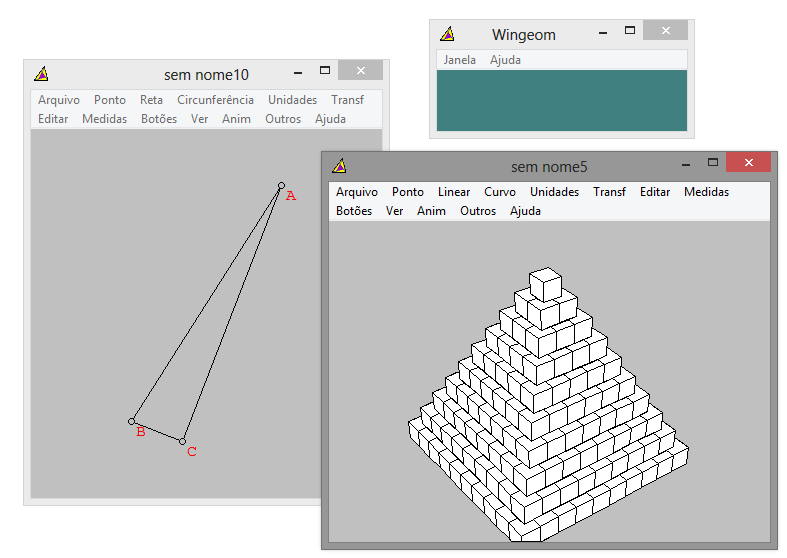 Wingeom
Janela Ajuda
sem nome10
Arquivo Ponto Reta Circunferência Unidades Transf
Editar Medidas Botões Ver Anim Outros Ajuda
A
B
C
sem nome5
Arquivo Ponto Linear Curvo Unidades Transf Editar Medidas
Botões Ver Anim Outros Ajuda